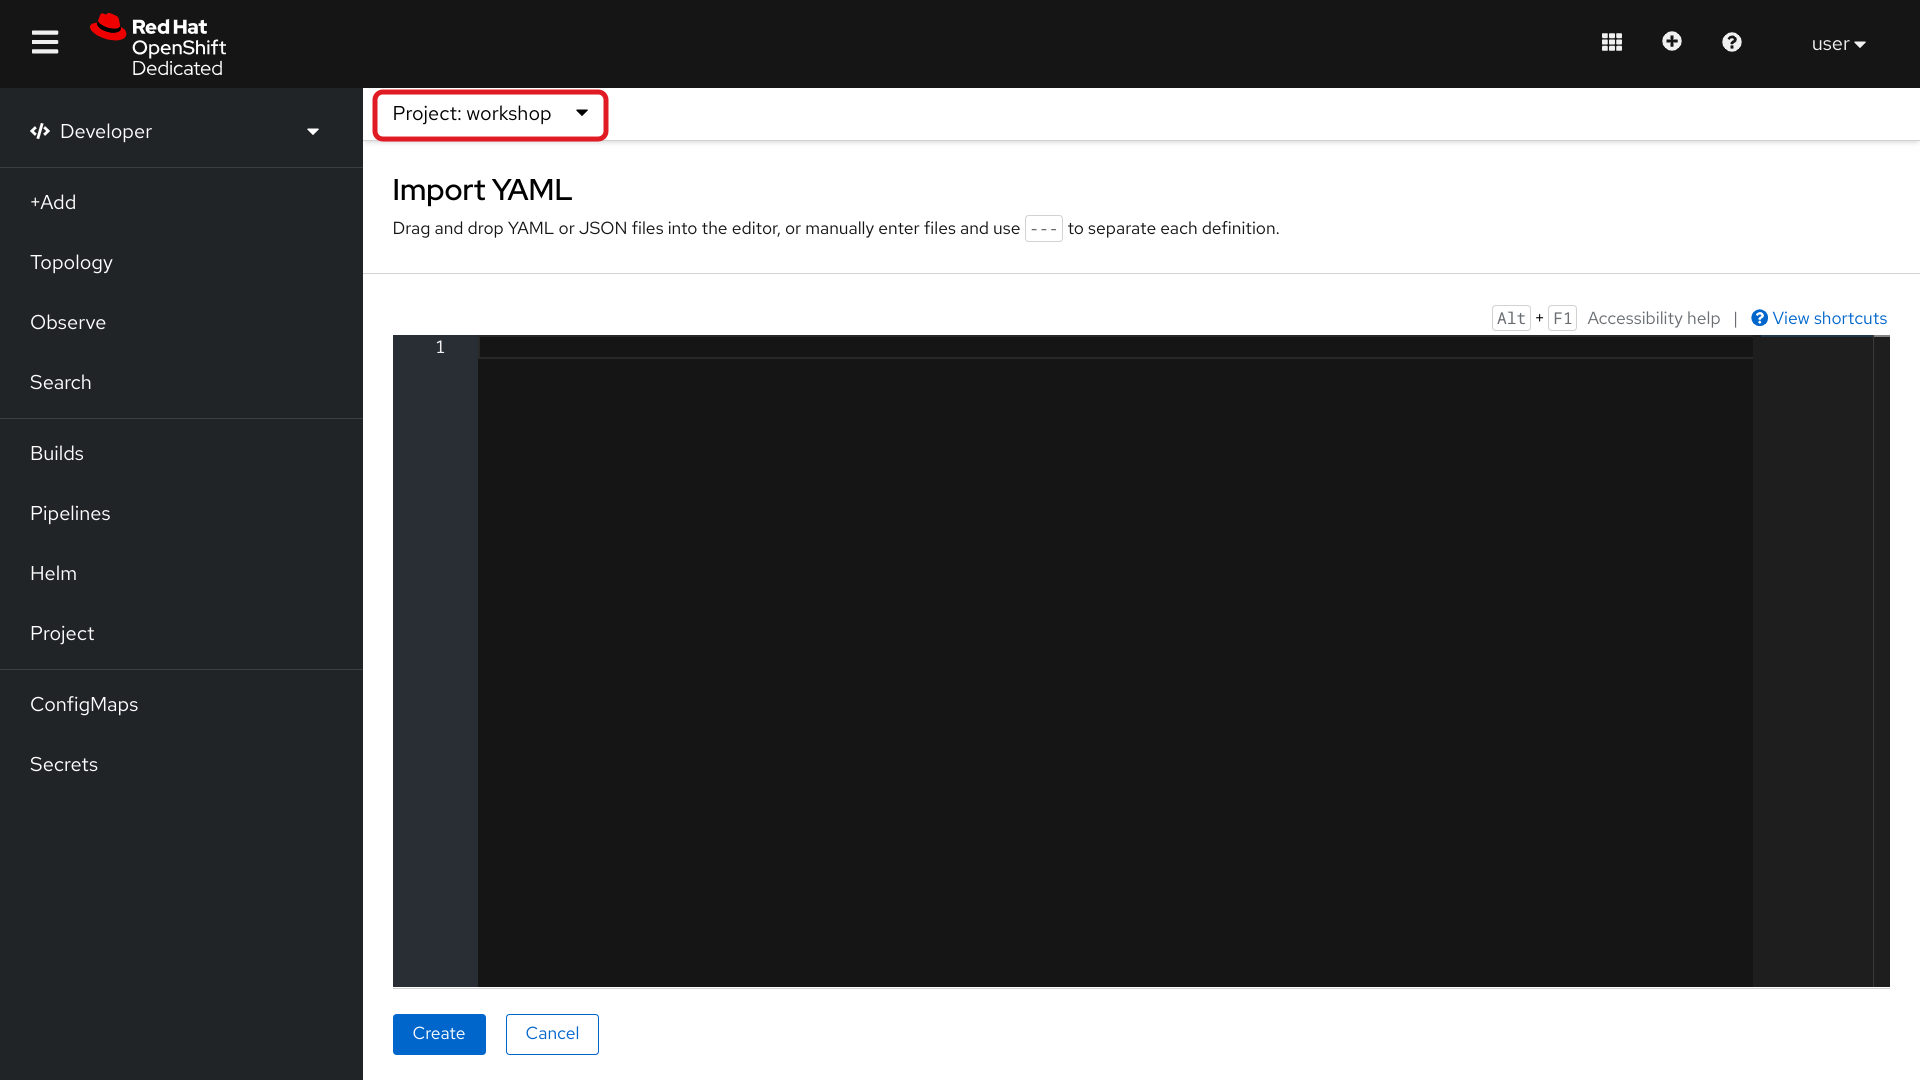 Red Hat
OpenShift
Dedicated
user
Developer
Project: workshop
+Add
Topology
Observe
Search
Builds
Pipelines
Helm
Project
ConfigMaps
Secrets
Import YAML
Drag and drop YAML or JSON files into the editor, or manually enter files and use --- to separate each definition.
Alt + F1 Accessibility help | View shortcuts
1
Create Cancel